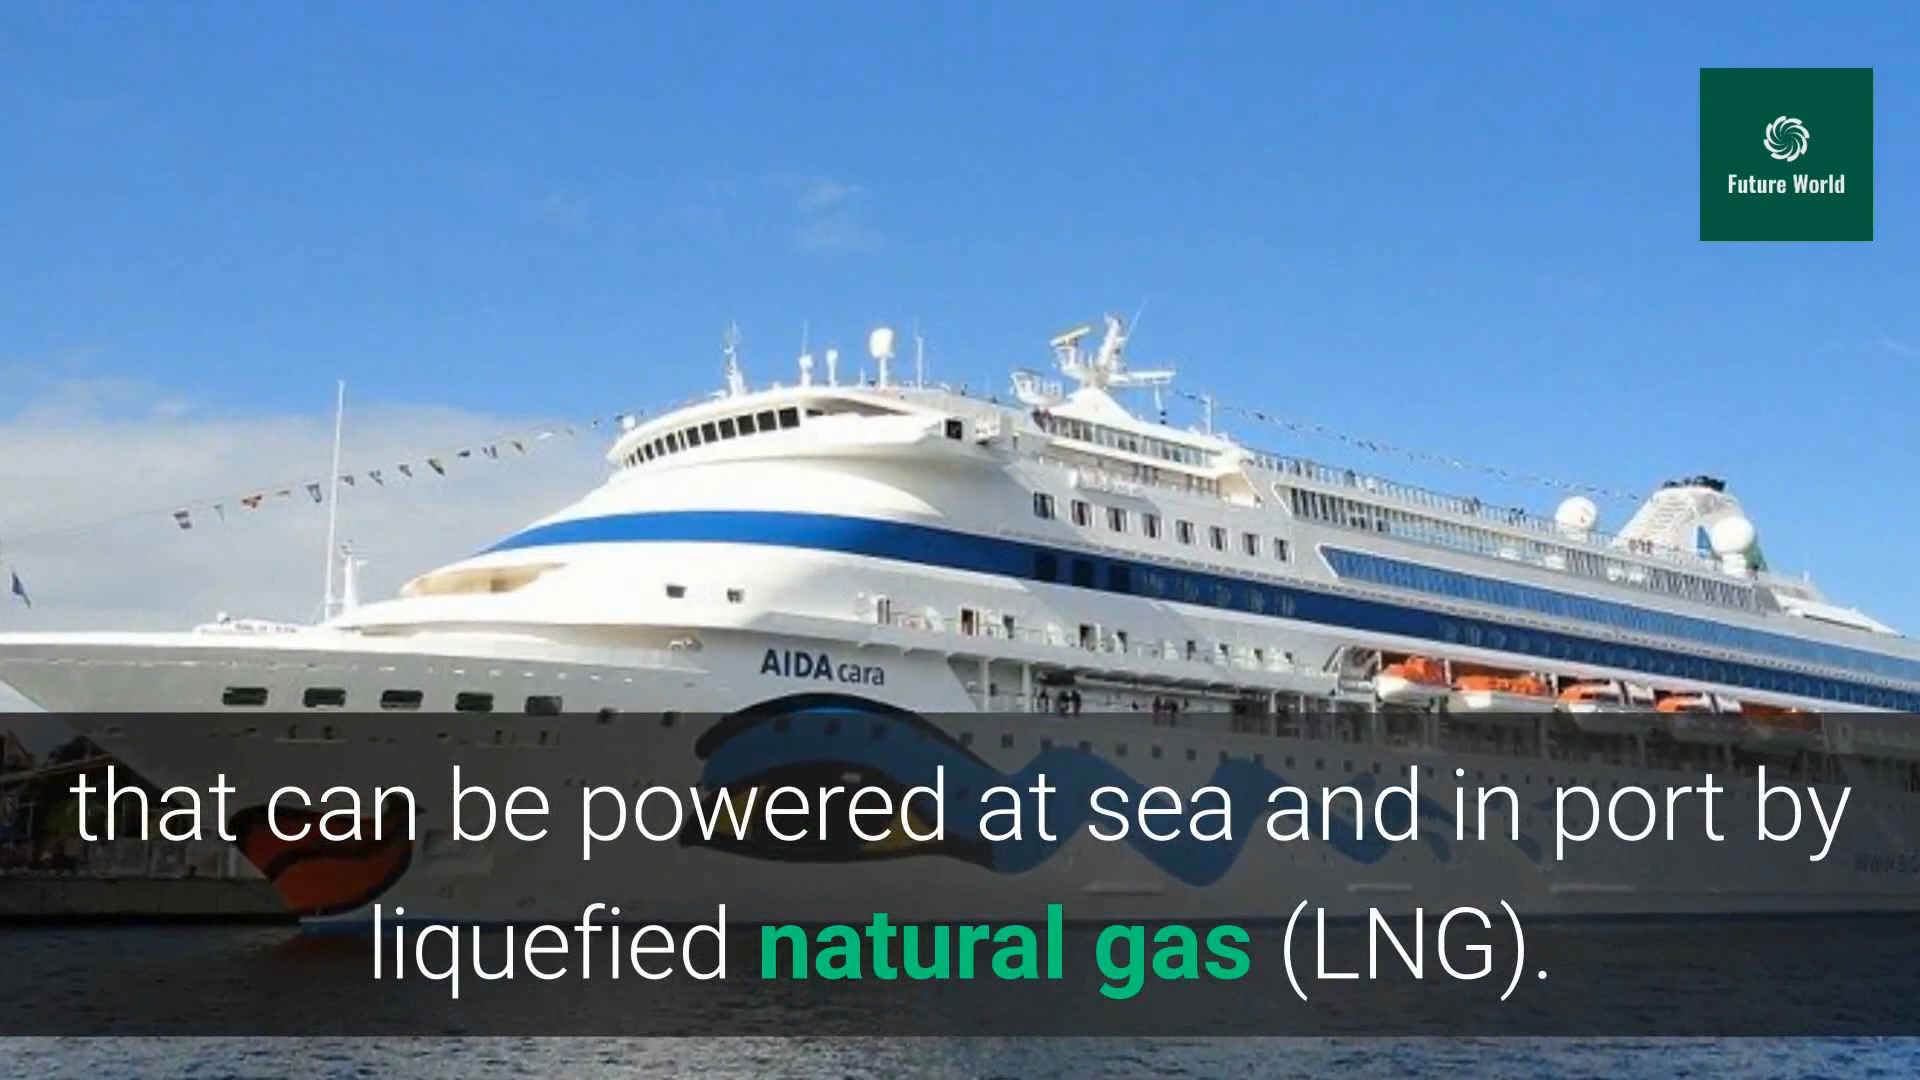 Future World
AIDA cara
that can be powered at sea and in port by
liquefied natural gas (LNG).